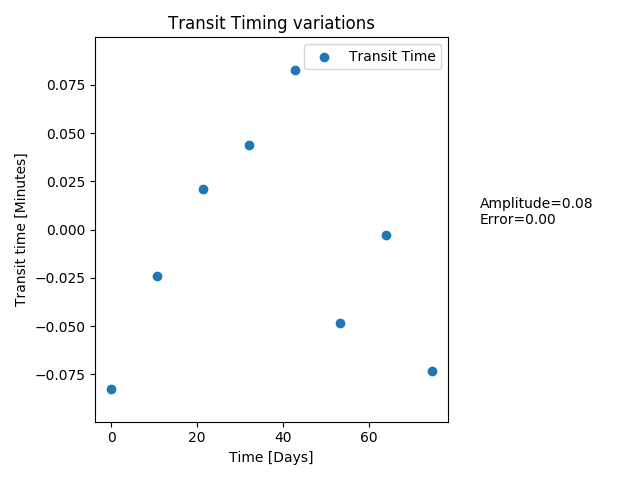 Transit Timing variations
Transit Time
0.075
0.050
0.025
0.000
−0.025
−0.050
−0.075
Transit time [Minutes]
Amplitude=0.08
Error=0.00
0
20
40
60
Time [Days]